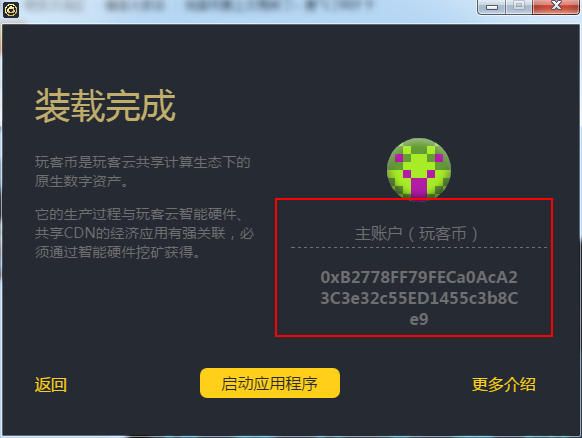 装载完成
玩客币是玩客云共享计算生态下的
原生数字资产。
它的生产过程与玩客云智能硬件、
共享CDN的经济应用有强关联，必
须通过智能硬件挖矿获得。
主账户（玩客币）
0xB2778FF79FECa0AcA2
3C3e32c55ED1455c3b8C
e9
返回
启动应用程序
更多介绍